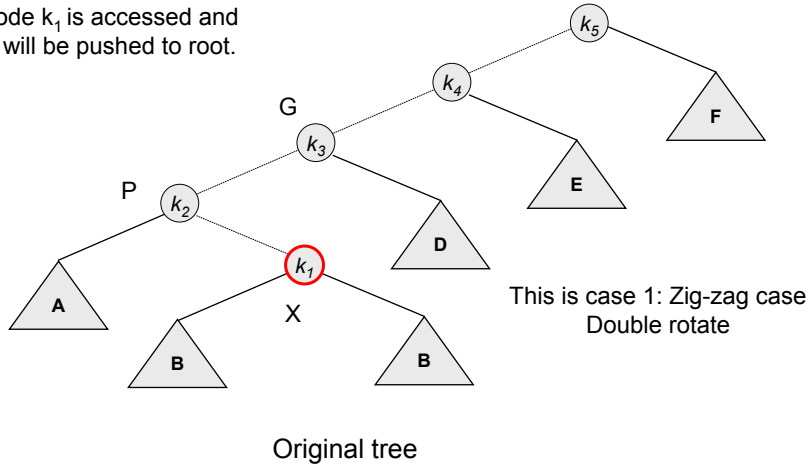 ode k1 is accessed and
will be pushed to root.
k5
k4
F
G
k3
E
P
k2
D
k1
A
X
This is case 1: Zig-zag case
Double rotate
B
B
Original tree